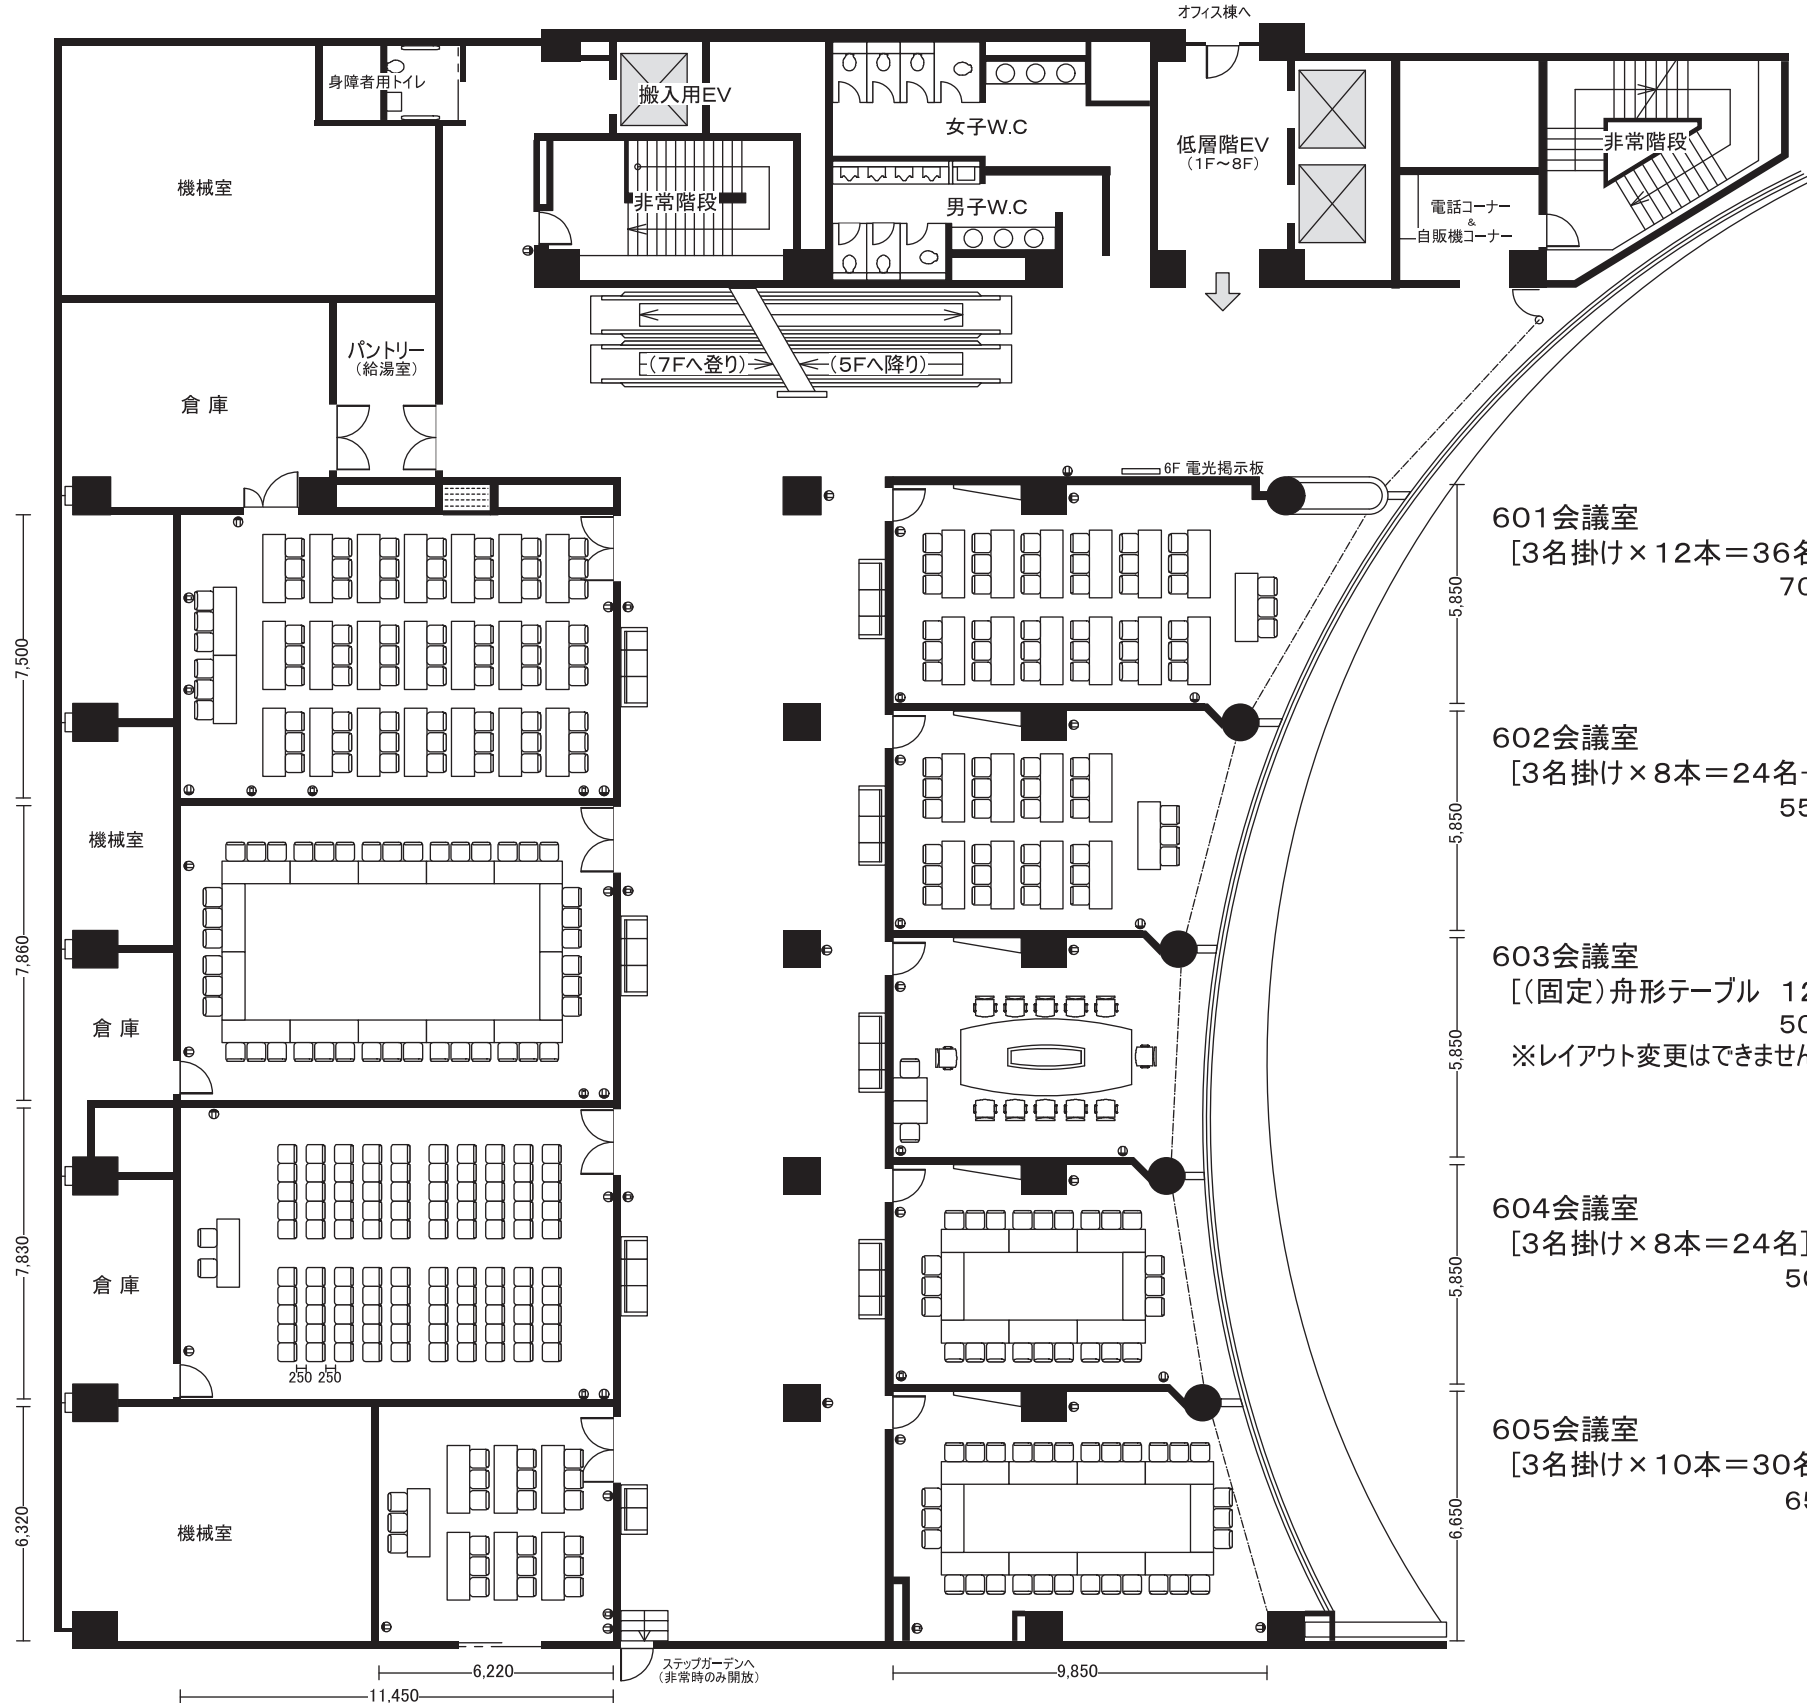 オフィス棟へ
身障者用トイレ
搬入用EV
女子W.C
低層階EV
(1F～8F)
非常階段
機械室
非常階段
男子W.C
電話コーナー
&
自販機コーナー
パントリー
(給湯室)
(7Fへ登り)
(5Fへ降り)
倉 庫
6F 電光掲示板
7,500
7,860
7,830
6,320
機械室
倉 庫
倉 庫
250 250
機械室
5,850
5,850
5,850
5,850
6,650
601会議室
[3名掛け×12本=36名
70
602会議室
[3名掛け×8本=24名
55
603会議室
[(固定)舟形テーブル 12
50
※レイアウト変更はできません
604会議室
[3名掛け×8本=24名]
50
605会議室
[3名掛け×10本=30名
65
6,220
ステップガーデンへ
(非常時のみ開放)
9,850
11,450